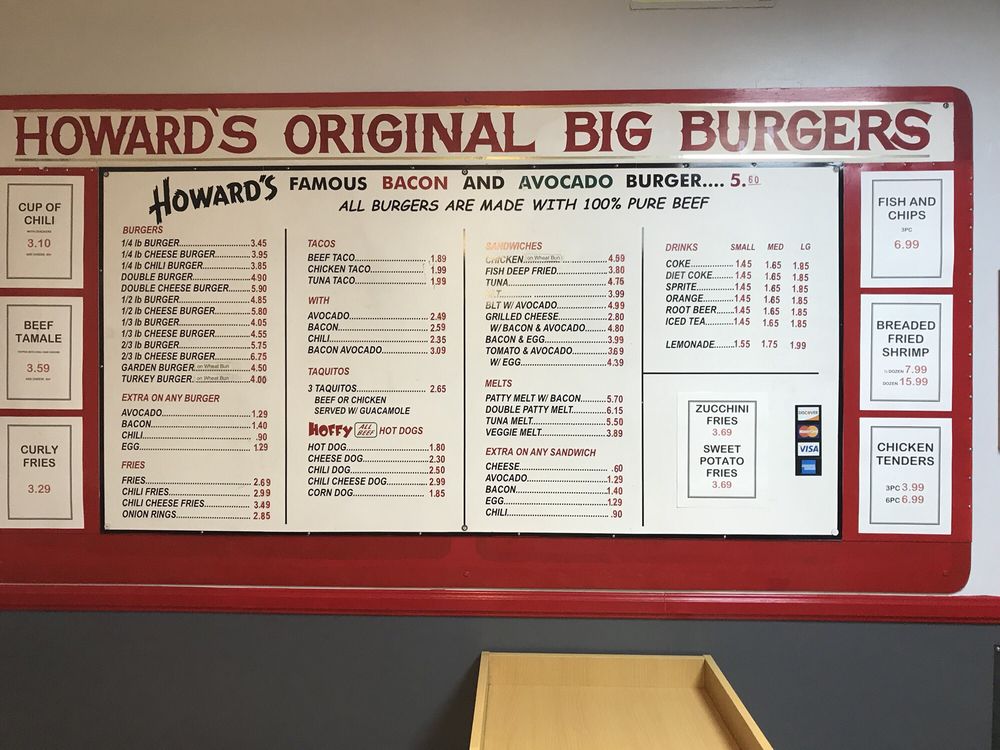 HOWARD'S ORIGINAL BIG BURGERS
CUP OF
CHILI
3.10
BEEF
TAMALE
3.59
CURLY
FRIES
3.29
HOWARD'S FAMOUS BACON AND AVOCADO BURGER.... 5.60
ALL BURGERS ARE MADE WITH 100% PURE BEEF
BURGERS
1/4 lb BURGER 3.45
1/4 lb CHEESE BURGER 3.95
1/4 lb CHILI BURGER 3.85
DOUBLE BURGER 4.90
DOUBLE CHEESE BURGER 5.90
1/2 lb BURGER 4.85
1/2 lb CHEESE BURGER 5.80
1/3 lb BURGER 4.05
1/3 lb CHEESE BURGER 4.55
2/3 lb BURGER 5.75
2/3 lb CHEESE BURGER 6.75
GARDEN BURGER on Wheat Bun 4.50
TURKEY BURGER on Wheat Bun 4.00
EXTRA ON ANY BURGER
AVOCADO 1.29
BACON 1.40
CHILI .90
EGG 1.29
FRIES
FRIES 2.69
CHILI FRIES 2.99
CHILI CHEESE FRIES 3.49
ONION RINGS 2.85
TACOS
BEEF TACO 1.89
CHICKEN TACO 1.99
TUNA TACO 1.99
WITH
AVOCADO 2.49
BACON 2.59
CHILI 2.35
BACON AVOCADO 3.09
TAQUITOS
3 TAQUITOS 2.65
BEEF OR CHICKEN
SERVED W/ GUACAMOLE
HOFFY ALL BEEF HOT DOGS
HOT DOG 1.80
CHEESE DOG 2.30
CHILI DOG 2.50
CHILI CHEESE DOG 2.99
CORN DOG 1.85
SANDWICHES
CHICKEN on Wheat Bun 4.59
FISH DEEP FRIED 3.80
TUNA 4.75
3.99
BLT W/ AVOCADO 4.99
GRILLED CHEESE 2.80
W/ BACON & AVOCADO 4.80
BACON & EGG 3.99
TOMATO & AVOCADO 3.69
W/ EGG 4.39
MELTS
PATTY MELT W/ BACON 5.70
DOUBLE PATTY MELT 6.15
TUNA MELT 5.50
VEGGIE MELT 3.89
EXTRA ON ANY SANDWICH
CHEESE .60
AVOCADO 1.29
BACON 1.40
EGG 1.29
CHILI .90
DRINKS SMALL MED LG
COKE 1.45 1.65 1.85
DIET COKE 1.45 1.65 1.85
SPRITE 1.45 1.65 1.85
ORANGE 1.45 1.65 1.85
ROOT BEER 1.45 1.65 1.85
ICED TEA 1.45 1.65 1.85
LEMONADE 1.55 1.75 1.99
ZUCCHINI
FRIES
3.69
SWEET
POTATO
FRIES
3.69
DISCOVER
MasterCard
VISA
FISH AND
CHIPS
3PC
6.99
BREADED
FRIED
SHRIMP
½ DOZEN 7.99
DOZEN 15.99
CHICKEN
TENDERS
3PC 3.99
6PC 6.99